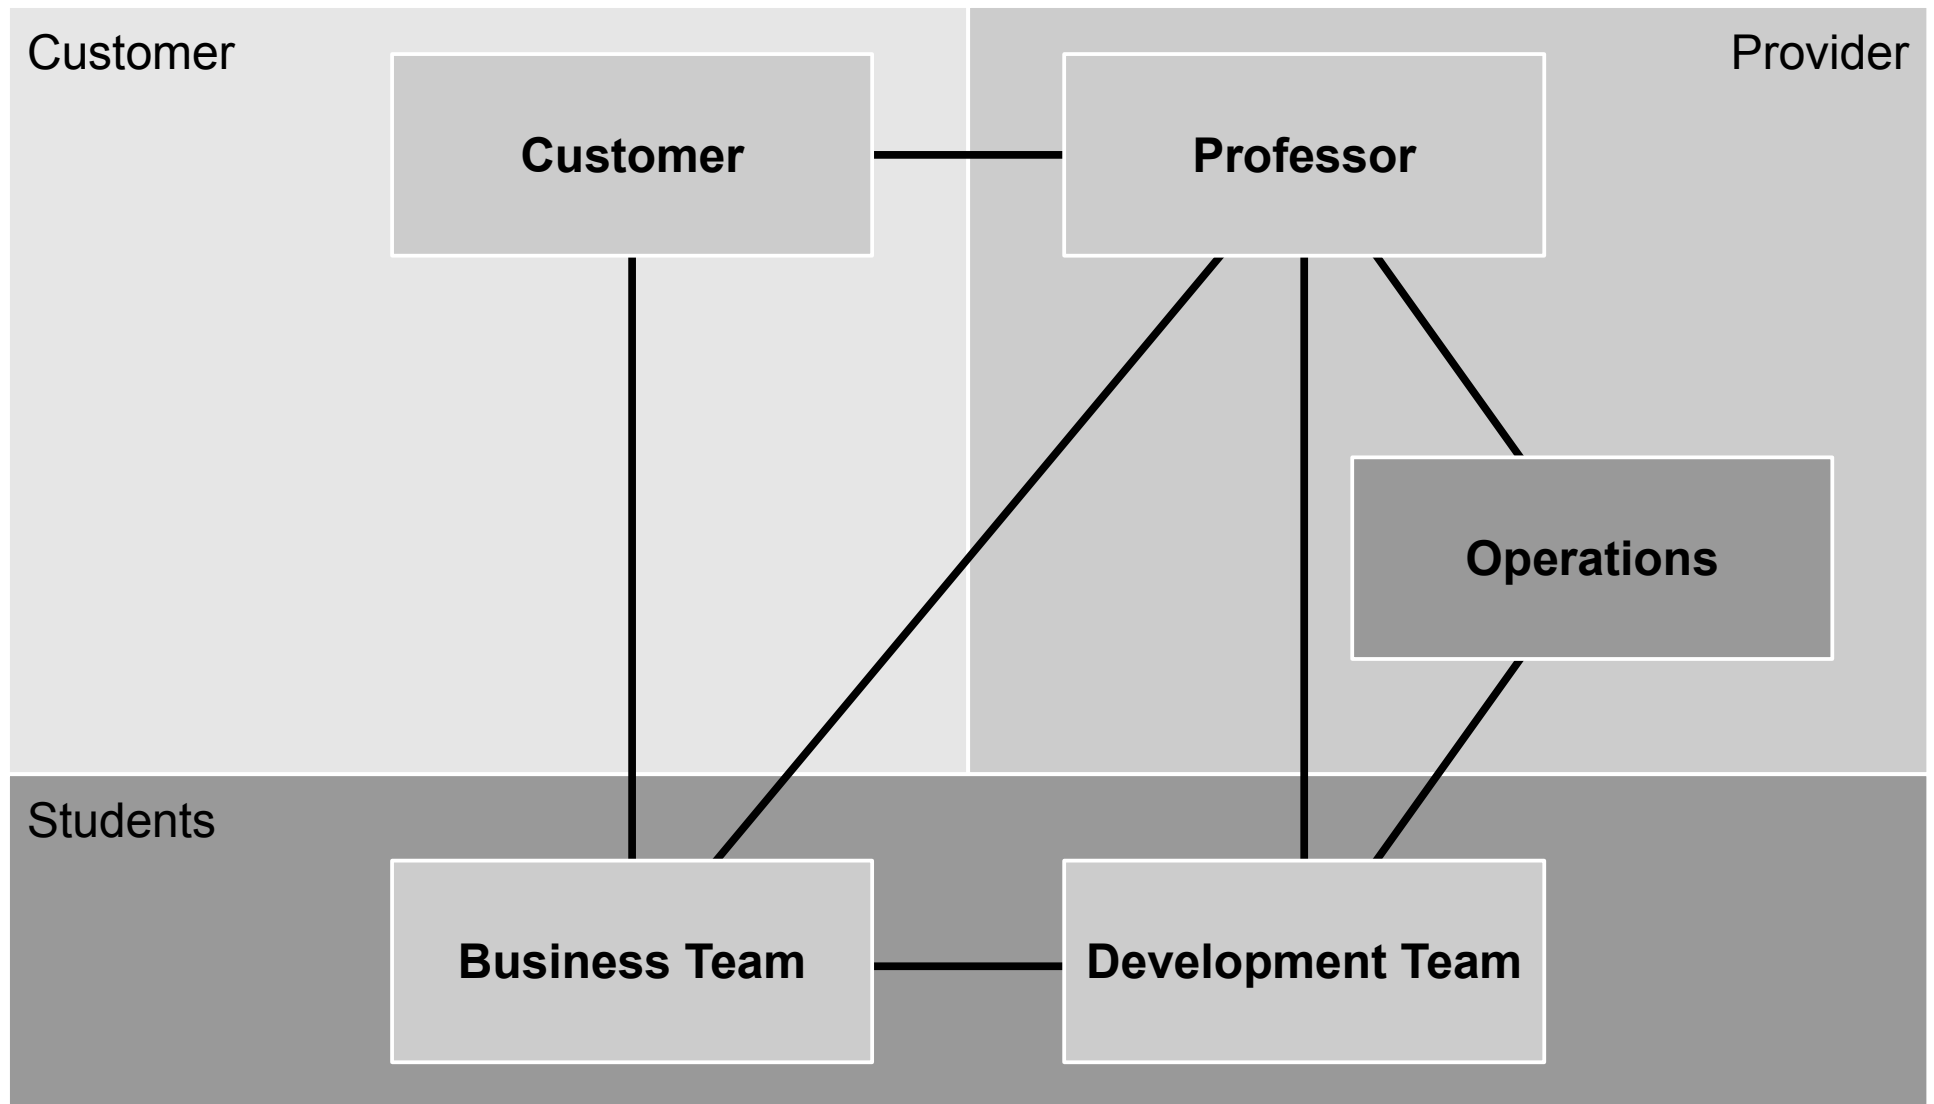 Customer
Provider
Customer
Professor
Operations
Students
Business Team
Development Team